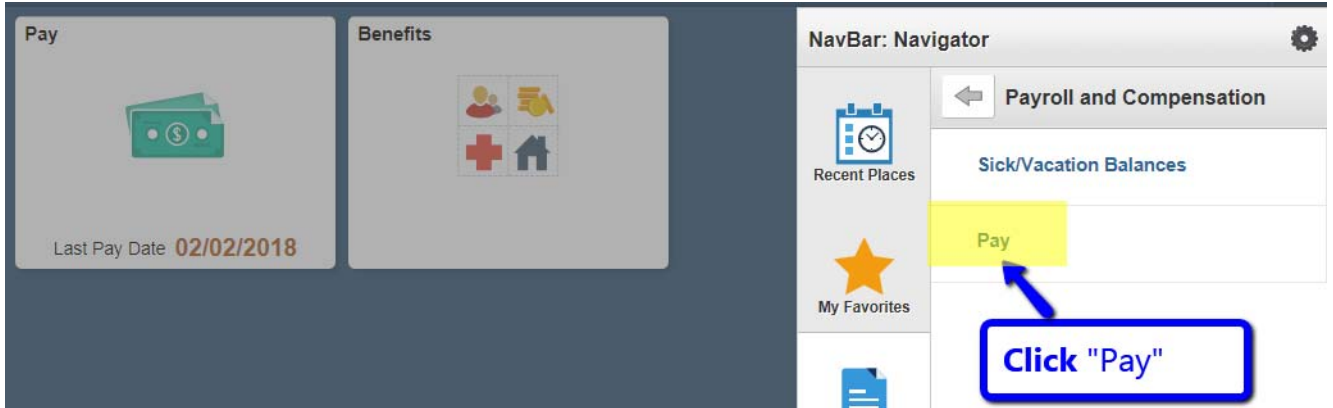 Pay
Last Pay Date 02/02/2018
Benefits
NavBar: Navigator
Recent Places
My Favorites
Payroll and Compensation
Sick/Vacation Balances
Pay
Click "Pay"